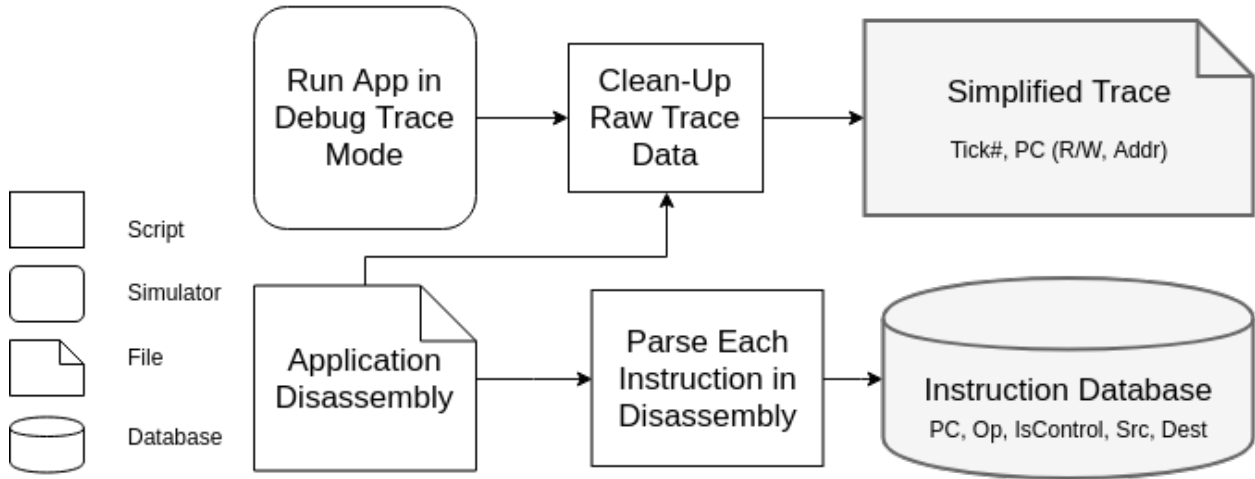 Run App in
Debug Trace
Mode
Clean-Up
Raw Trace
Data
Simplified Trace
Tick#, PC (R/W, Addr)
Script
Simulator
File
Database
Application
Disassembly
Parse Each
Instruction in
Disassembly
Instruction Database
PC, Op, IsControl, Src, Dest